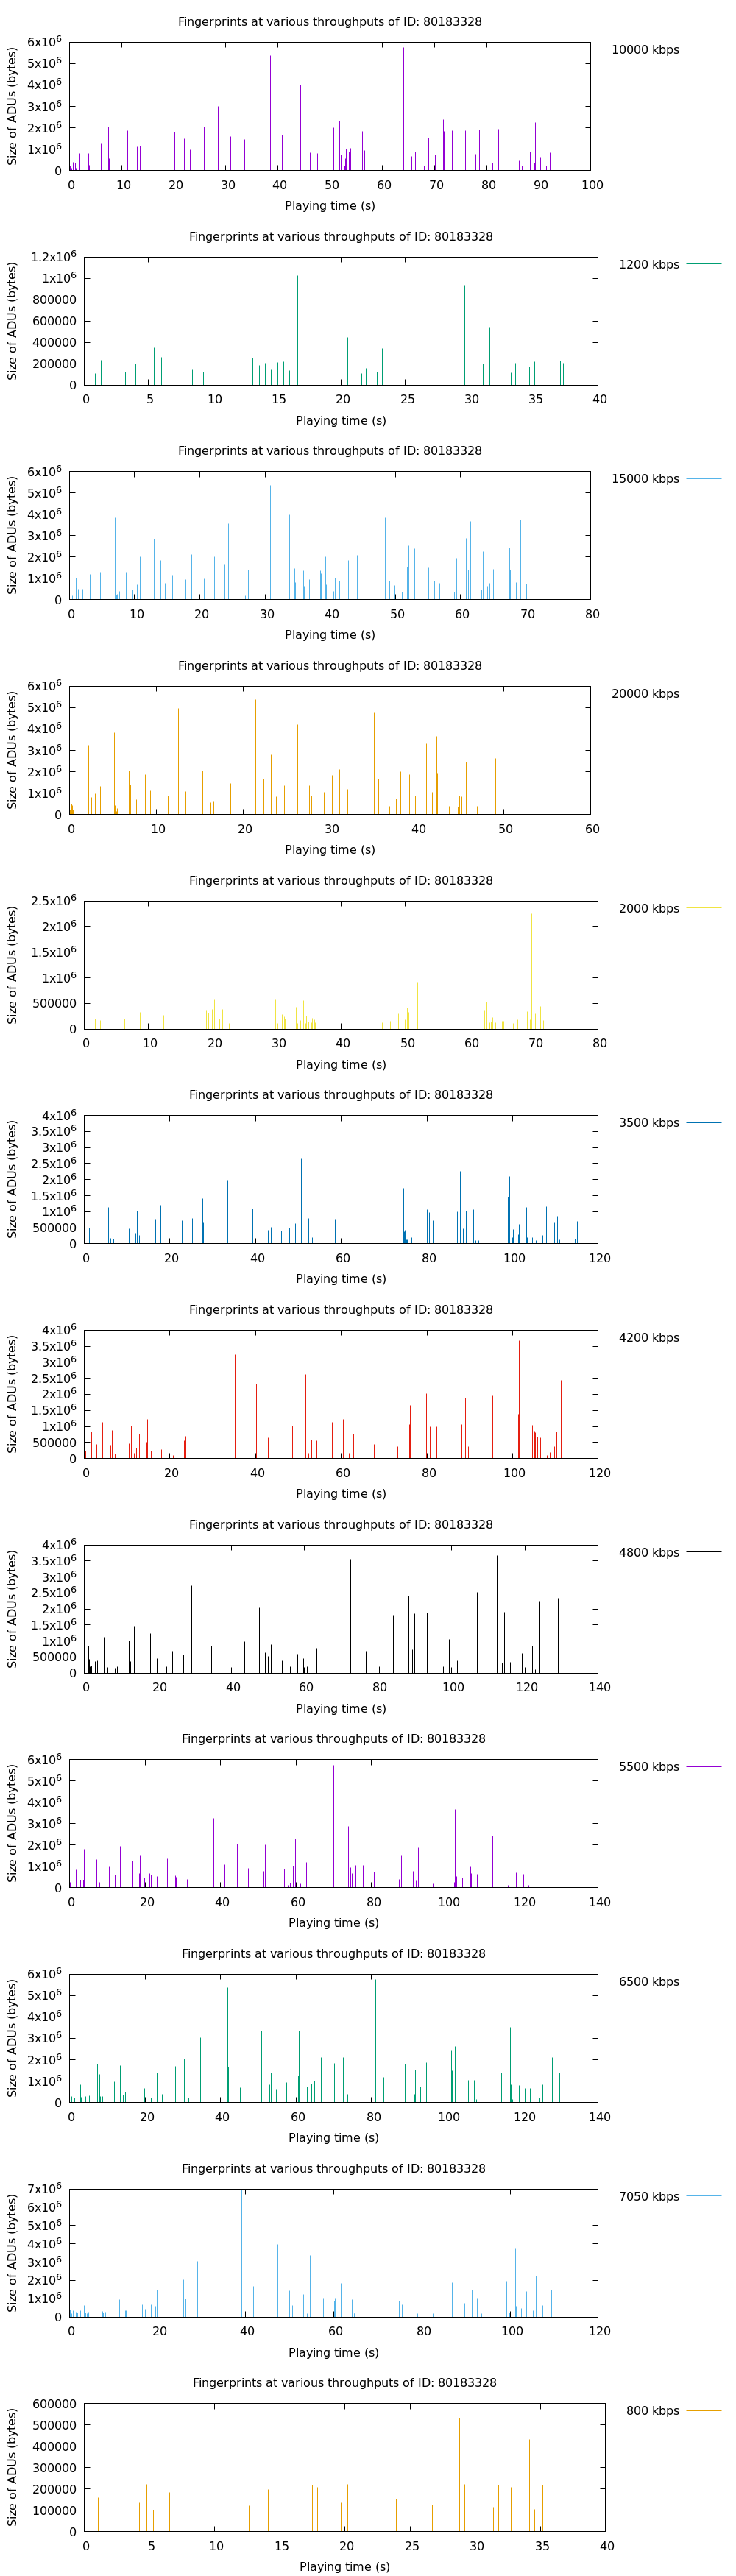 Fingerprints at various throughputs of ID: 80183328
10000 kbps
Size of ADUs (bytes)
6x10^6
5x10^6
4x10^6
3x10^6
2x10^6
1x10^6
0
0 10 20 30 40 50 60 70 80 90 100
Playing time (s)
Fingerprints at various throughputs of ID: 80183328
1200 kbps
Size of ADUs (bytes)
1.2x10^6
1x10^6
800000
600000
400000
200000
0
0 5 10 15 20 25 30 35 40
Playing time (s)
Fingerprints at various throughputs of ID: 80183328
15000 kbps
Size of ADUs (bytes)
6x10^6
5x10^6
4x10^6
3x10^6
2x10^6
1x10^6
0
0 10 20 30 40 50 60 70 80
Playing time (s)
Fingerprints at various throughputs of ID: 80183328
20000 kbps
Size of ADUs (bytes)
6x10^6
5x10^6
4x10^6
3x10^6
2x10^6
1x10^6
0
0 10 20 30 40 50 60
Playing time (s)
Fingerprints at various throughputs of ID: 80183328
2000 kbps
Size of ADUs (bytes)
2.5x10^6
2x10^6
1.5x10^6
1x10^6
500000
0
0 10 20 30 40 50 60 70 80
Playing time (s)
Fingerprints at various throughputs of ID: 80183328
3500 kbps
Size of ADUs (bytes)
4x10^6
3.5x10^6
3x10^6
2.5x10^6
2x10^6
1.5x10^6
1x10^6
500000
0
0 20 40 60 80 100 120
Playing time (s)
Fingerprints at various throughputs of ID: 80183328
4200 kbps
Size of ADUs (bytes)
4x10^6
3.5x10^6
3x10^6
2.5x10^6
2x10^6
1.5x10^6
1x10^6
500000
0
0 20 40 60 80 100 120
Playing time (s)
Fingerprints at various throughputs of ID: 80183328
4800 kbps
Size of ADUs (bytes)
4x10^6
3.5x10^6
3x10^6
2.5x10^6
2x10^6
1.5x10^6
1x10^6
500000
0
0 20 40 60 80 100 120 140
Playing time (s)
Fingerprints at various throughputs of ID: 80183328
5500 kbps
Size of ADUs (bytes)
6x10^6
5x10^6
4x10^6
3x10^6
2x10^6
1x10^6
0
0 20 40 60 80 100 120 140
Playing time (s)
Fingerprints at various throughputs of ID: 80183328
6500 kbps
Size of ADUs (bytes)
6x10^6
5x10^6
4x10^6
3x10^6
2x10^6
1x10^6
0
0 20 40 60 80 100 120 140
Playing time (s)
Fingerprints at various throughputs of ID: 80183328
7050 kbps
Size of ADUs (bytes)
7x10^6
6x10^6
5x10^6
4x10^6
3x10^6
2x10^6
1x10^6
0
0 20 40 60 80 100 120
Playing time (s)
Fingerprints at various throughputs of ID: 80183328
800 kbps
Size of ADUs (bytes)
600000
500000
400000
300000
200000
100000
0
0 5 10 15 20 25 30 35 40
Playing time (s)